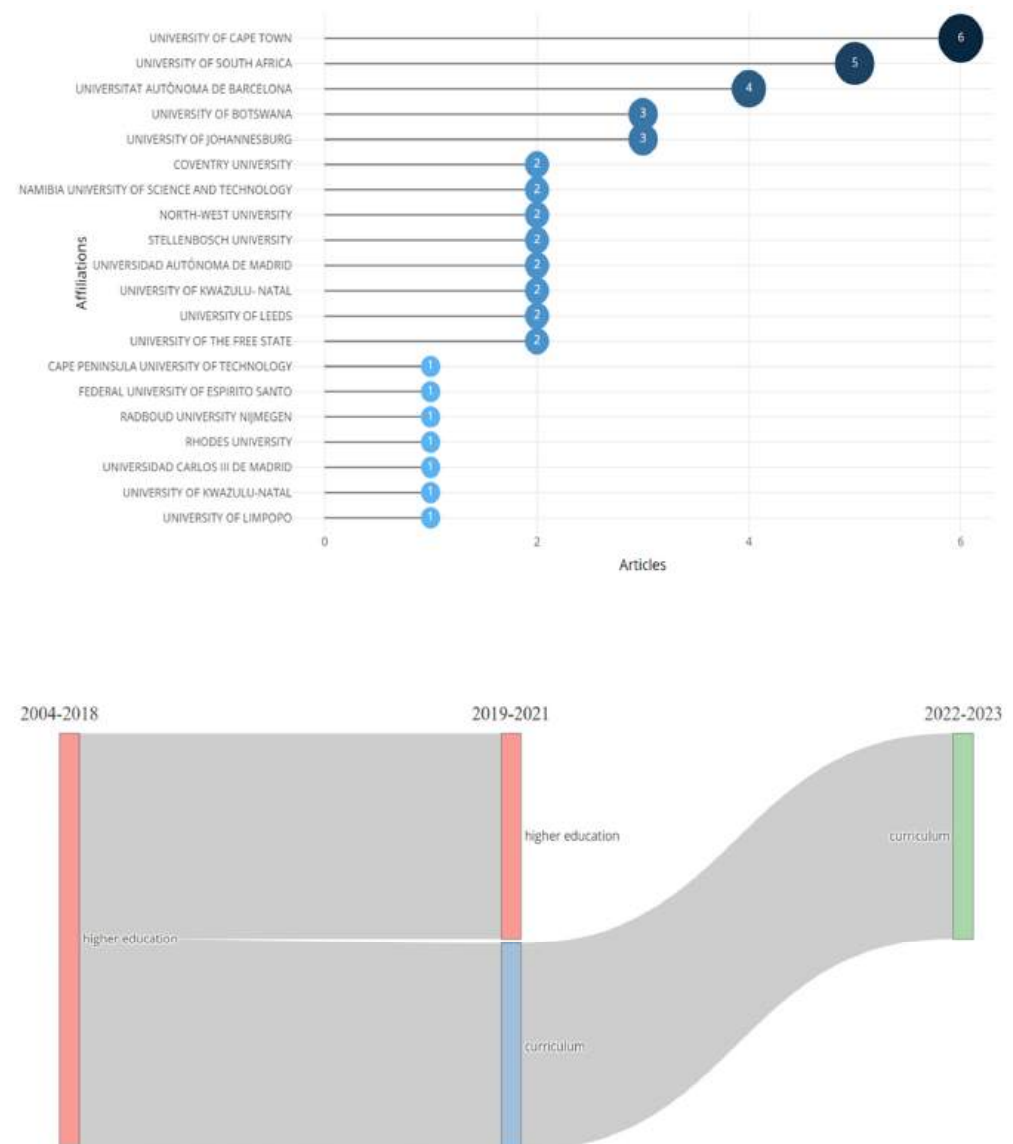 UNIVERSITY OF CAPE TOWN 6
UNIVERSITY OF SOUTH AFRICA 5
UNIVERSITAT AUTÒNOMA DE BARCELONA 4
UNIVERSITY OF BOTSWANA 3
UNIVERSITY OF JOHANNESBURG 3
COVENTRY UNIVERSITY 2
NAMIBIA UNIVERSITY OF SCIENCE AND TECHNOLOGY 2
NORTH-WEST UNIVERSITY 2
STELLENBOSCH UNIVERSITY 2
UNIVERSIDAD AUTÓNOMA DE MADRID 2
UNIVERSITY OF KWAZULU- NATAL 2
UNIVERSITY OF LEEDS 2
UNIVERSITY OF THE FREE STATE 2
CAPE PENINSULA UNIVERSITY OF TECHNOLOGY 1
FEDERAL UNIVERSITY OF ESPIRITO SANTO 1
RADBOUD UNIVERSITY NIJMEGEN 1
RHODES UNIVERSITY 1
UNIVERSIDAD CARLOS III DE MADRID 1
UNIVERSITY OF KWAZULU-NATAL 1
UNIVERSITY OF LIMPOPO 1
Affiliations
0 2 4 6
Articles
2004-2018 2019-2021 2022-2023
higher education curriculum
higher education
curriculum